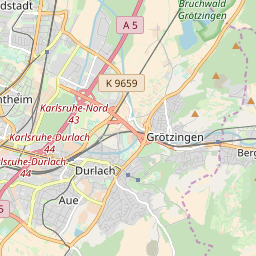 Bruchwald
Grötzingen
dstadt
A 5
K 9659
ntheim
Karlsruhe-Nord
43
Karlsruhe-Durlach
44
Grötzingen
Berg
lsruhe-Durlach
44
Durlach
Aue
5